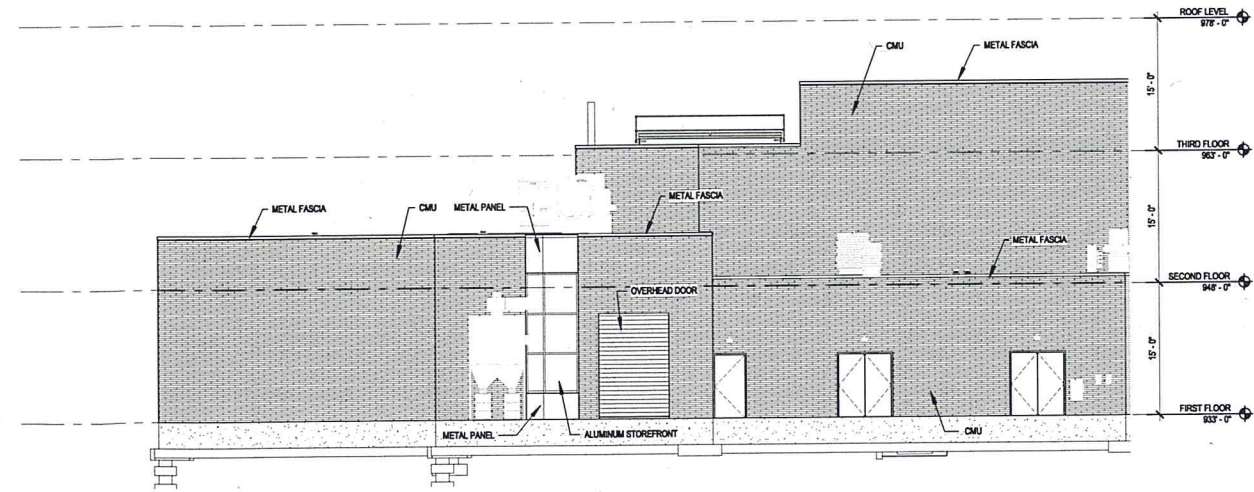 ROOF LEVEL
978' - 0"
CMU
METAL FASCIA
15' - 0"
THIRD FLOOR
963' - 0"
METAL FASCIA
CMU
METAL PANEL
METAL FASCIA
15' - 0"
METAL FASCIA
SECOND FLOOR
948' - 0"
OVERHEAD DOOR
15' - 0"
FIRST FLOOR
933' - 0"
METAL PANEL
ALUMINUM STOREFRONT
CMU